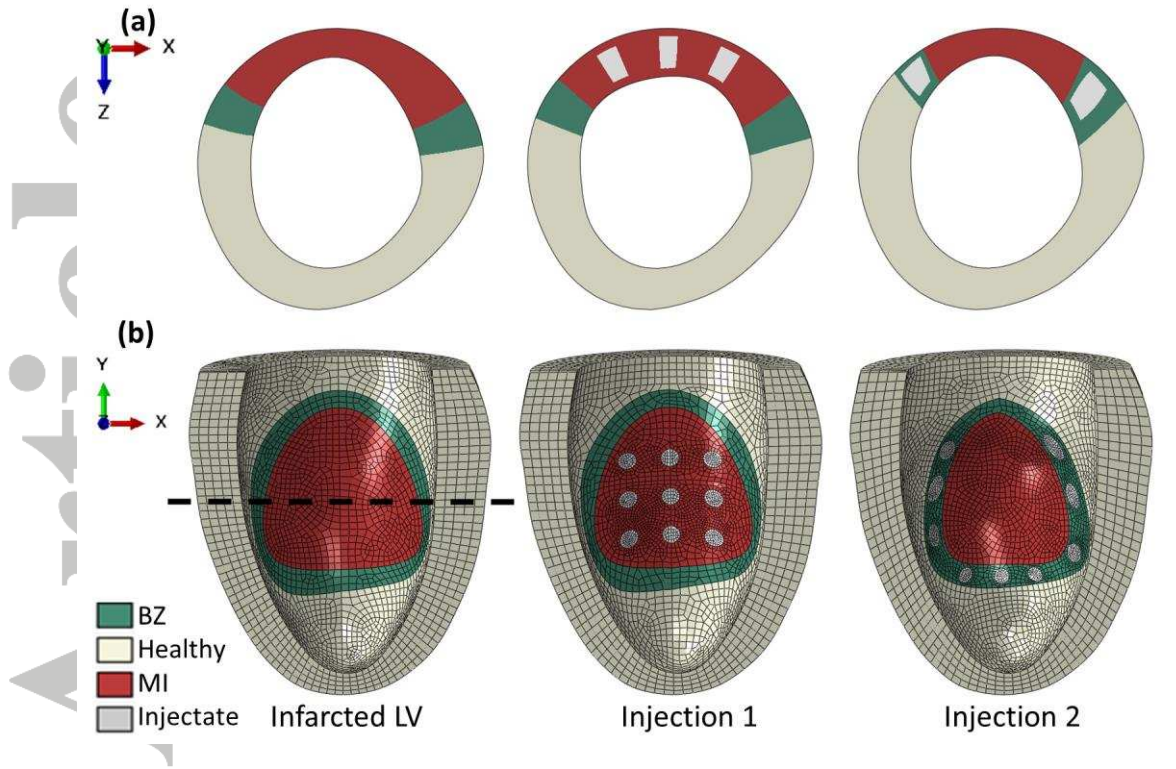 (a)
Y
X
Z
(b)
Y
X
BZ
Healthy
MI
Injectate
Infarcted LV
Injection 1
Injection 2